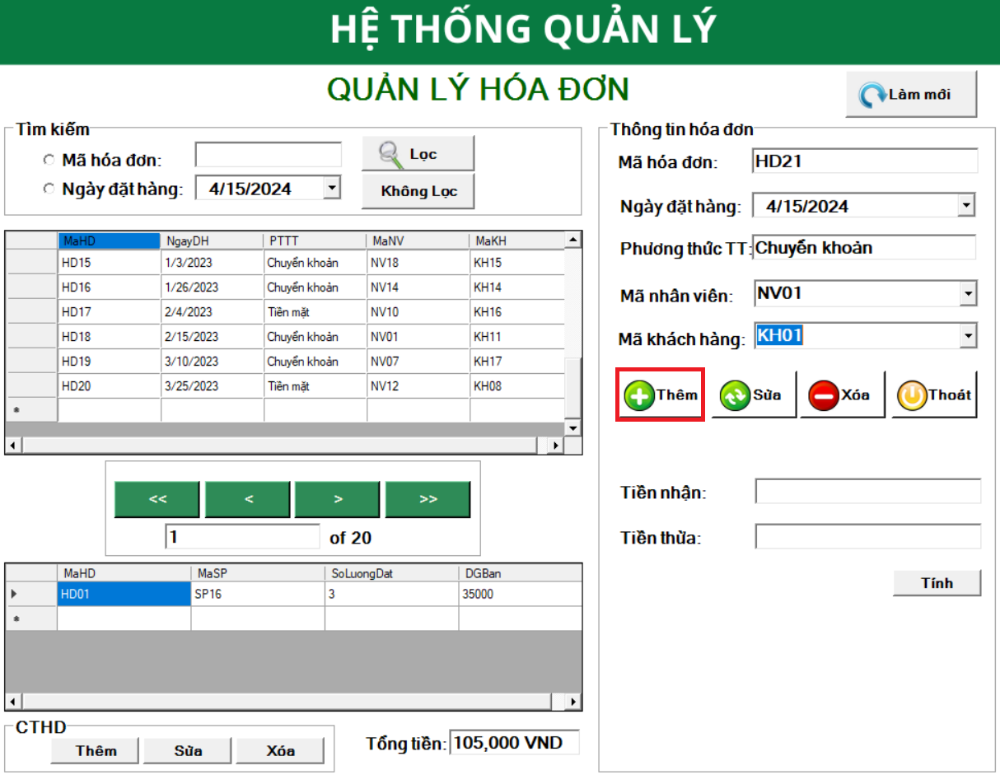 HỆ THỐNG QUẢN LÝ
QUẢN LÝ HÓA ĐƠN
Làm mới
Tìm kiếm
Mã hóa đơn:
Lọc
Ngày đặt hàng: 4/15/2024
Không Lọc
MaHD NgayDH PTTT MaNV MaKH
HD15 1/3/2023 Chuyển khoản NV18 KH15
HD16 1/26/2023 Chuyển khoản NV14 KH14
HD17 2/4/2023 Tiền mặt NV10 KH16
HD18 2/15/2023 Chuyển khoản NV01 KH11
HD19 3/10/2023 Chuyển khoản NV07 KH17
HD20 3/25/2023 Tiền mặt NV12 KH08
*
<< < > >>
1 of 20
MaHD MaSP SoLuongDat DGBan
HD01 SP16 3 35000
*
CTHD
Thêm Sửa Xóa
Tổng tiền: 105,000 VND
Thông tin hóa đơn
Mã hóa đơn: HD21
Ngày đặt hàng: 4/15/2024
Phương thức TT: Chuyển khoản
Mã nhân viên: NV01
Mã khách hàng: KH01
Thêm Sửa Xóa Thoát
Tiền nhận:
Tiền thừa:
Tính